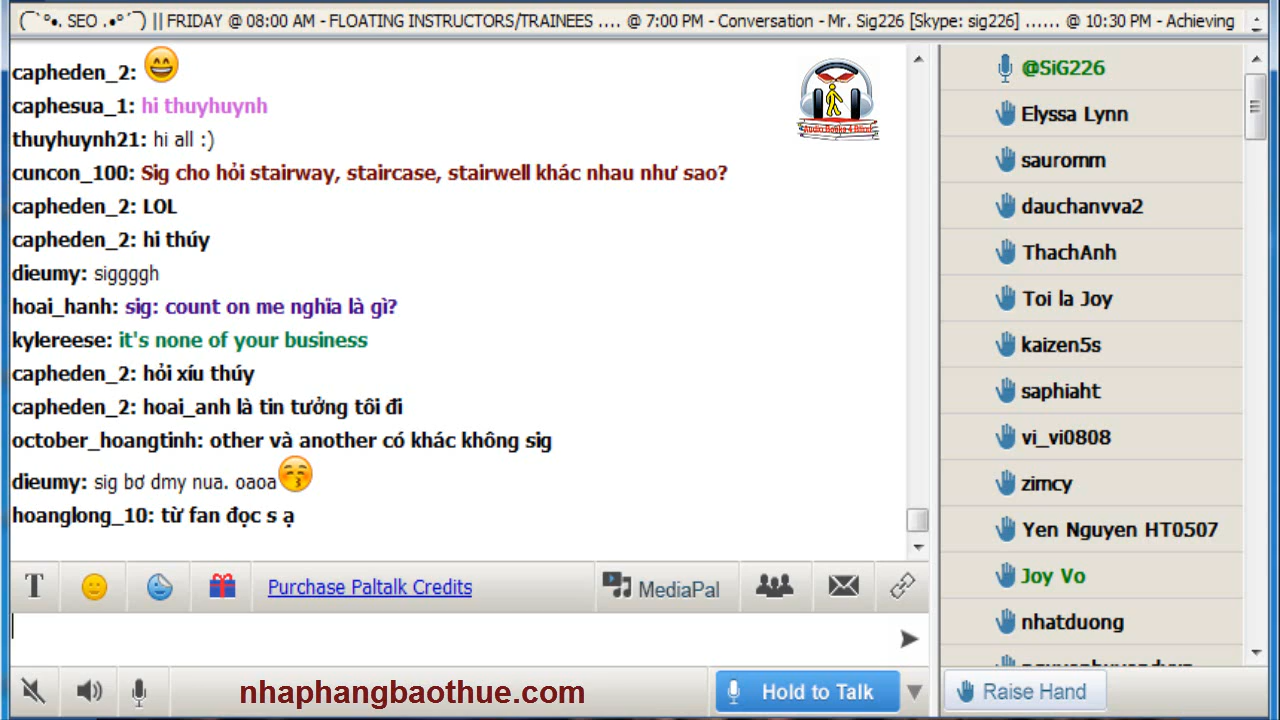 (¯`°•. SEO .•°´¯) || FRIDAY @ 08:00 AM - FLOATING INSTRUCTORS/TRAINEES .... @ 7:00 PM - Conversation - Mr. Sig226 [Skype: sig226] ...... @ 10:30 PM - Achieving
capheden_2:
caphesua_1: hi thuyhuynh
thuyhuynh21: hi all :)
cuncon_100: Sig cho hỏi stairway, staircase, stairwell khác nhau như sao?
capheden_2: LOL
capheden_2: hi thúy
dieumy: siggggh
hoai_hanh: sig: count on me nghĩa là gì?
kylereese: it's none of your business
capheden_2: hỏi xíu thúy
capheden_2: hoai_anh là tin tưởng tôi đi
october_hoangtinh: other và another có khác không sig
dieumy: sig bơ dmy nua. oaoa
hoanglong_10: từ fan đọc s ạ
Audio Books 4 Blind
@SiG226
Elyssa Lynn
sauromm
dauchanvva2
ThachAnh
Toi la Joy
kaizen5s
saphiaht
vi_vi0808
zimcy
Yen Nguyen HT0507
Joy Vo
nhatduong
T
Purchase Paltalk Credits
MediaPal
nhaphangbaothue.com
Hold to Talk
Raise Hand